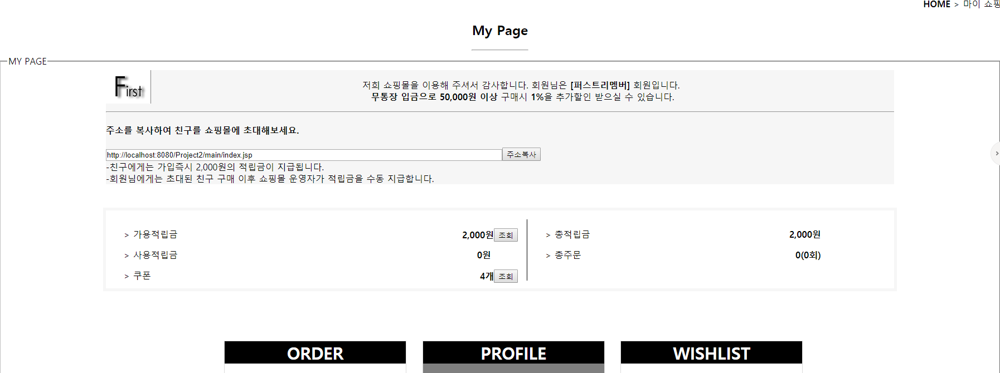 HOME > 마이 쇼핑
My Page
MY PAGE
First
저희 쇼핑몰을 이용해 주셔서 감사합니다. 회원님은 [퍼스트리멤버] 회원입니다.
무통장 입금으로 50,000원 이상 구매시 1%을 추가할인 받으실 수 있습니다.
주소를 복사하여 친구를 쇼핑몰에 초대해보세요.
http://localhost:8080/Project2/main/index.jsp 주소복사
-친구에게는 가입즉시 2,000원의 적립금이 지급됩니다.
-회원님에게는 초대된 친구 구매 이후 쇼핑몰 운영자가 적립금을 수동 지급합니다.
> 가용적립금 2,000원 조회 > 총적립금 2,000원
> 사용적립금 0원 > 총주문 0(0회)
> 쿠폰 4개 조회
ORDER PROFILE WISHLIST